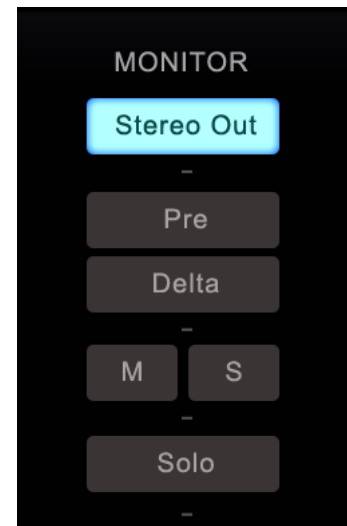 MONITOR
Stereo Out
–
Pre
Delta
–
M S
–
Solo
–